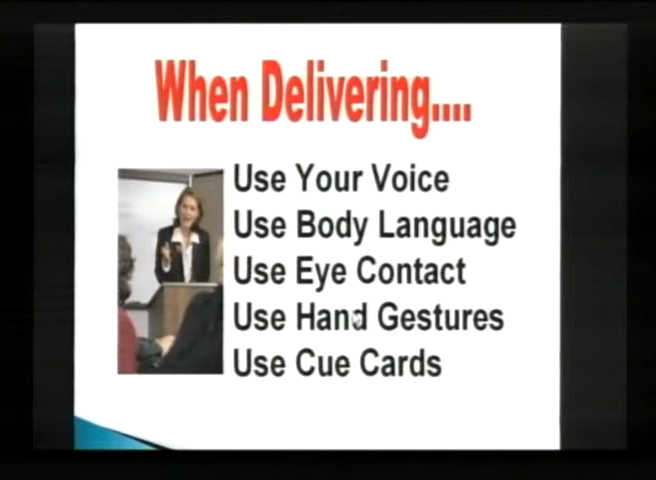 When Delivering....
Use Your Voice
Use Body Language
Use Eye Contact
Use Hand Gestures
Use Cue Cards